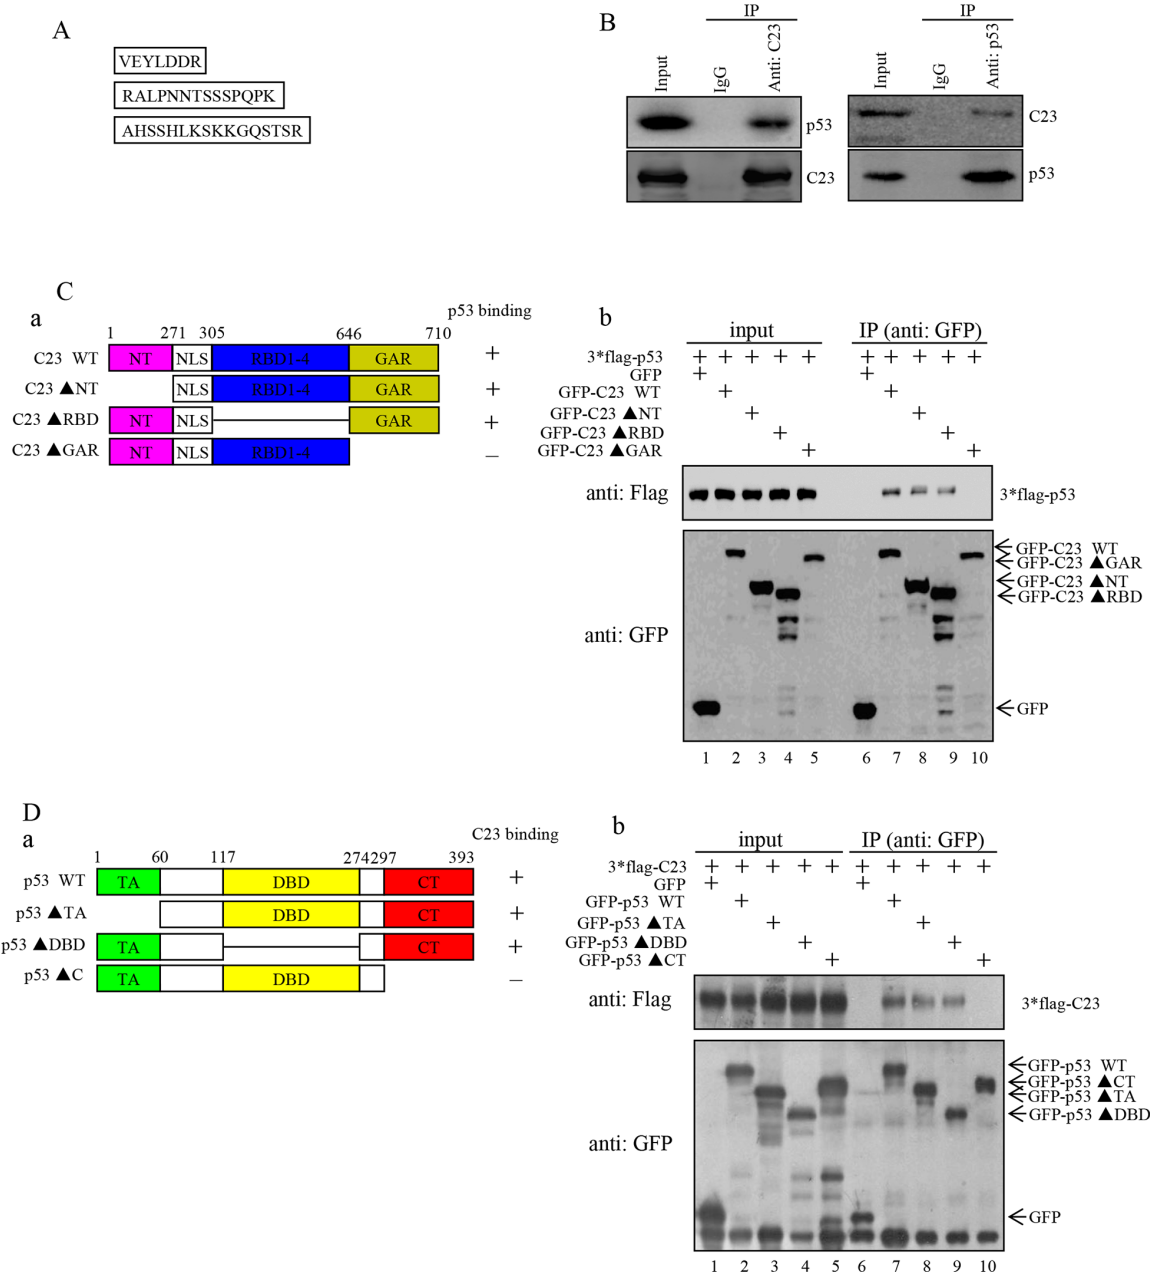 A
VEYLDDR
RALPNNTSSSPQPK
AHSSHLKSKKGQSTSR
B
IP
Input
IgG
Anti: C23
p53
C23
IP
Input
IgG
Anti: p53
C23
p53
C
a
p53 binding
1 271 305 646 710
C23 WT NT NLS RBD1-4 GAR +
C23 ▲NT NLS RBD1-4 GAR +
C23 ▲RBD NT NLS GAR +
C23 ▲GAR NT NLS RBD1-4 –
b
input IP (anti: GFP)
3*flag-p53 + + + + + + + + + +
GFP + +
GFP-C23 WT + +
GFP-C23 ▲NT + +
GFP-C23 ▲RBD + +
GFP-C23 ▲GAR + +
anti: Flag 3*flag-p53
anti: GFP
GFP-C23 WT
GFP-C23 ▲GAR
GFP-C23 ▲NT
GFP-C23 ▲RBD
GFP
1 2 3 4 5 6 7 8 9 10
D
a
C23 binding
1 60 117 274 297 393
p53 WT TA DBD CT +
p53 ▲TA DBD CT +
p53 ▲DBD TA CT +
p53 ▲C TA DBD –
b
input IP (anti: GFP)
3*flag-C23 + + + + + + + + + +
GFP + +
GFP-p53 WT + +
GFP-p53 ▲TA + +
GFP-p53 ▲DBD + +
GFP-p53 ▲CT + +
anti: Flag 3*flag-C23
anti: GFP
GFP-p53 WT
GFP-p53 ▲CT
GFP-p53 ▲TA
GFP-p53 ▲DBD
GFP
1 2 3 4 5 6 7 8 9 10